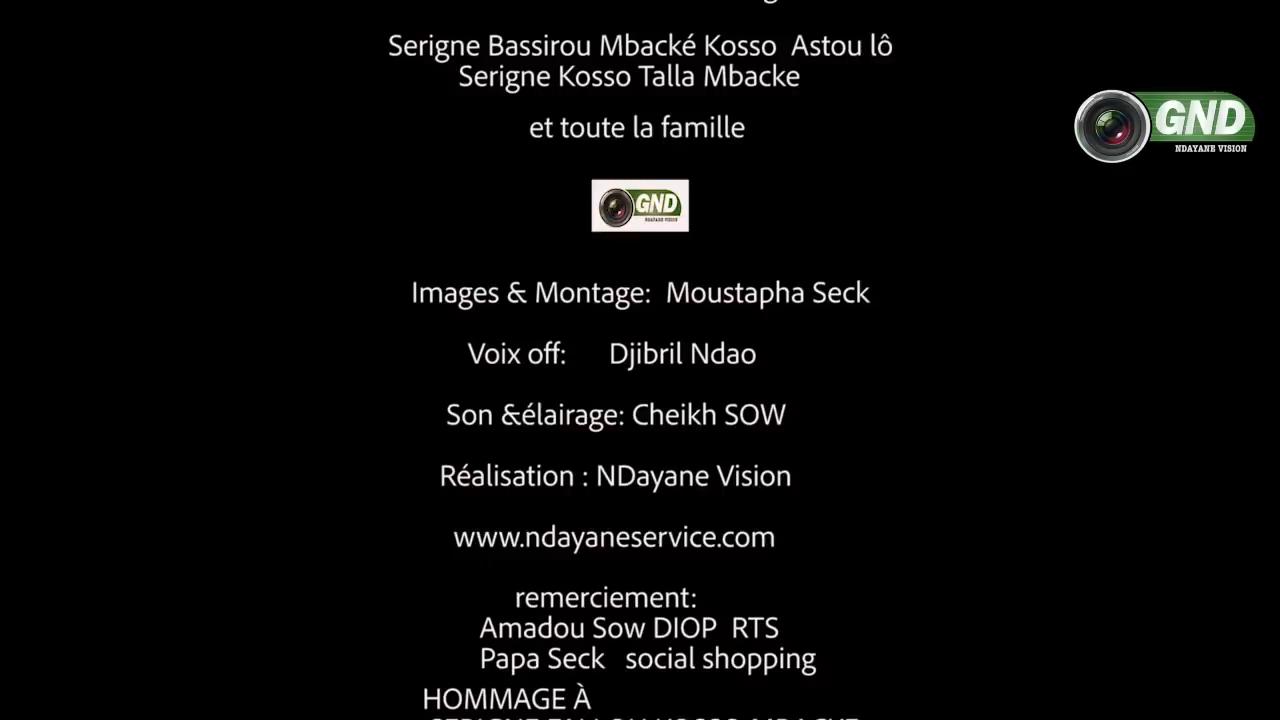 Serigne Bassirou Mbacké Kosso Astou lô
Serigne Kosso Talla Mbacke
et toute la famille
GND
NDAYANE VISION
GND
NDAYANE VISION
Images & Montage: Moustapha Seck
Voix off: Djibril Ndao
Son &élairage: Cheikh SOW
Réalisation : NDayane Vision
www.ndayaneservice.com
remerciement:
Amadou Sow DIOP RTS
Papa Seck social shopping
HOMMAGE À